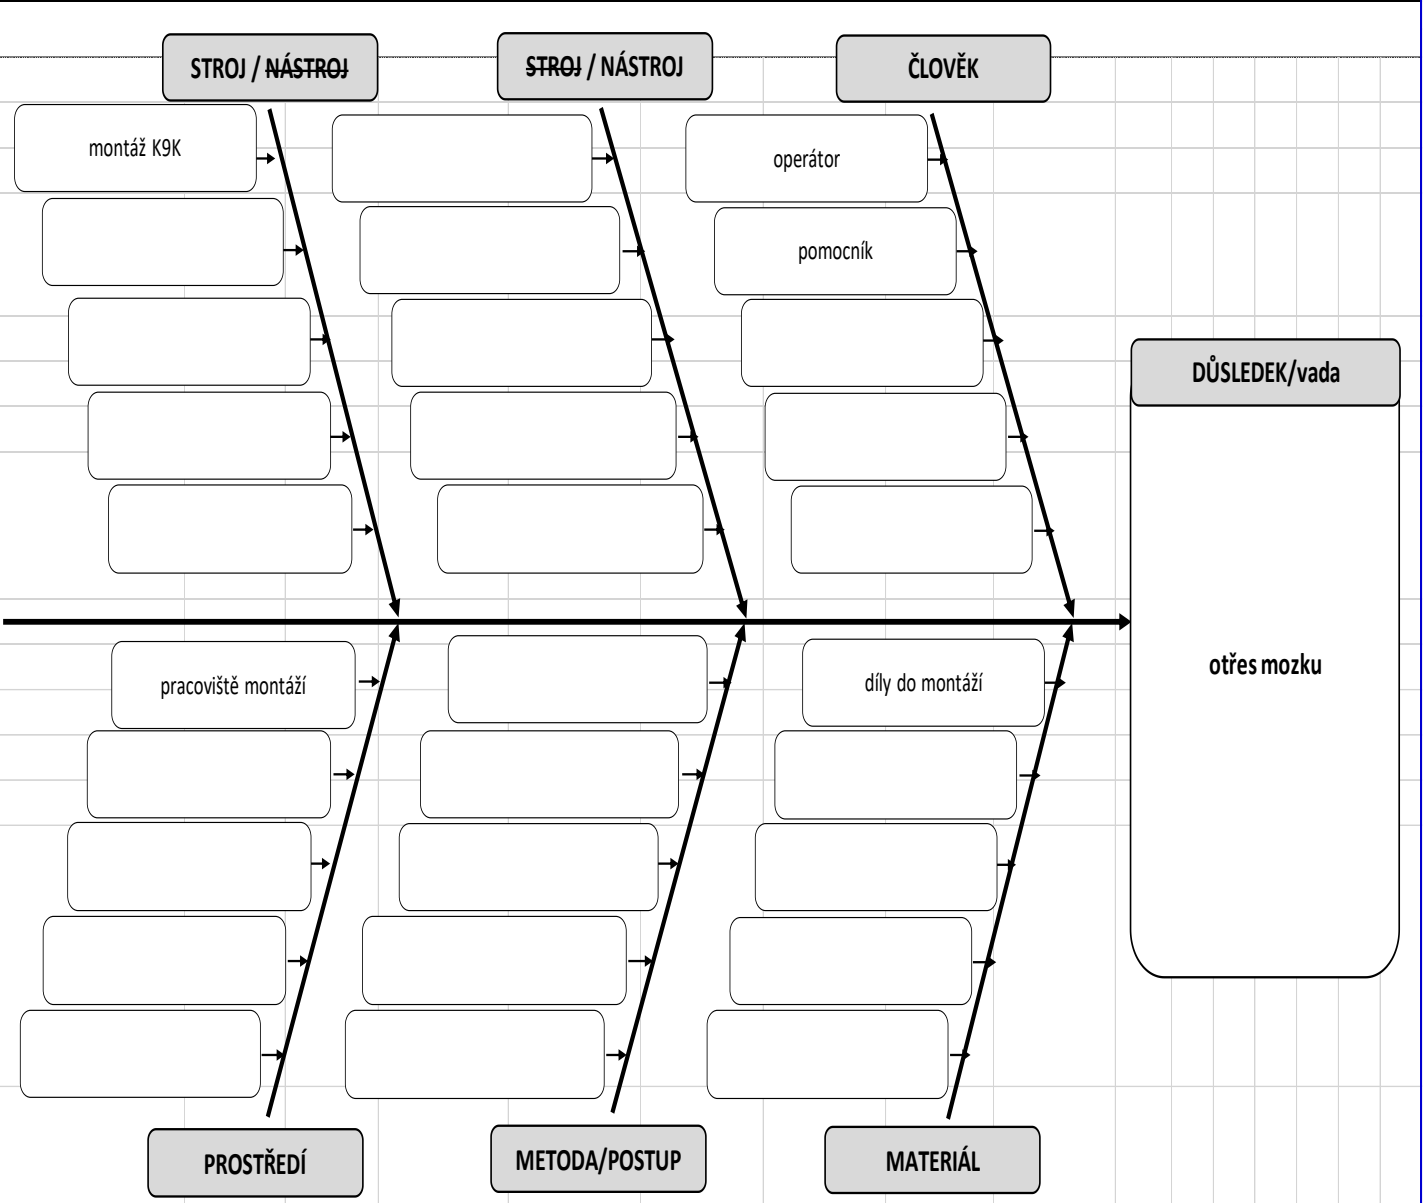 STROJ / NÁSTROJ
STROJ / NÁSTROJ
ČLOVĚK
montáž K9K
operátor
pomocník
DŮSLEDEK/vada
otřes mozku
pracoviště montáží
díly do montáží
PROSTŘEDÍ
METODA/POSTUP
MATERIÁL